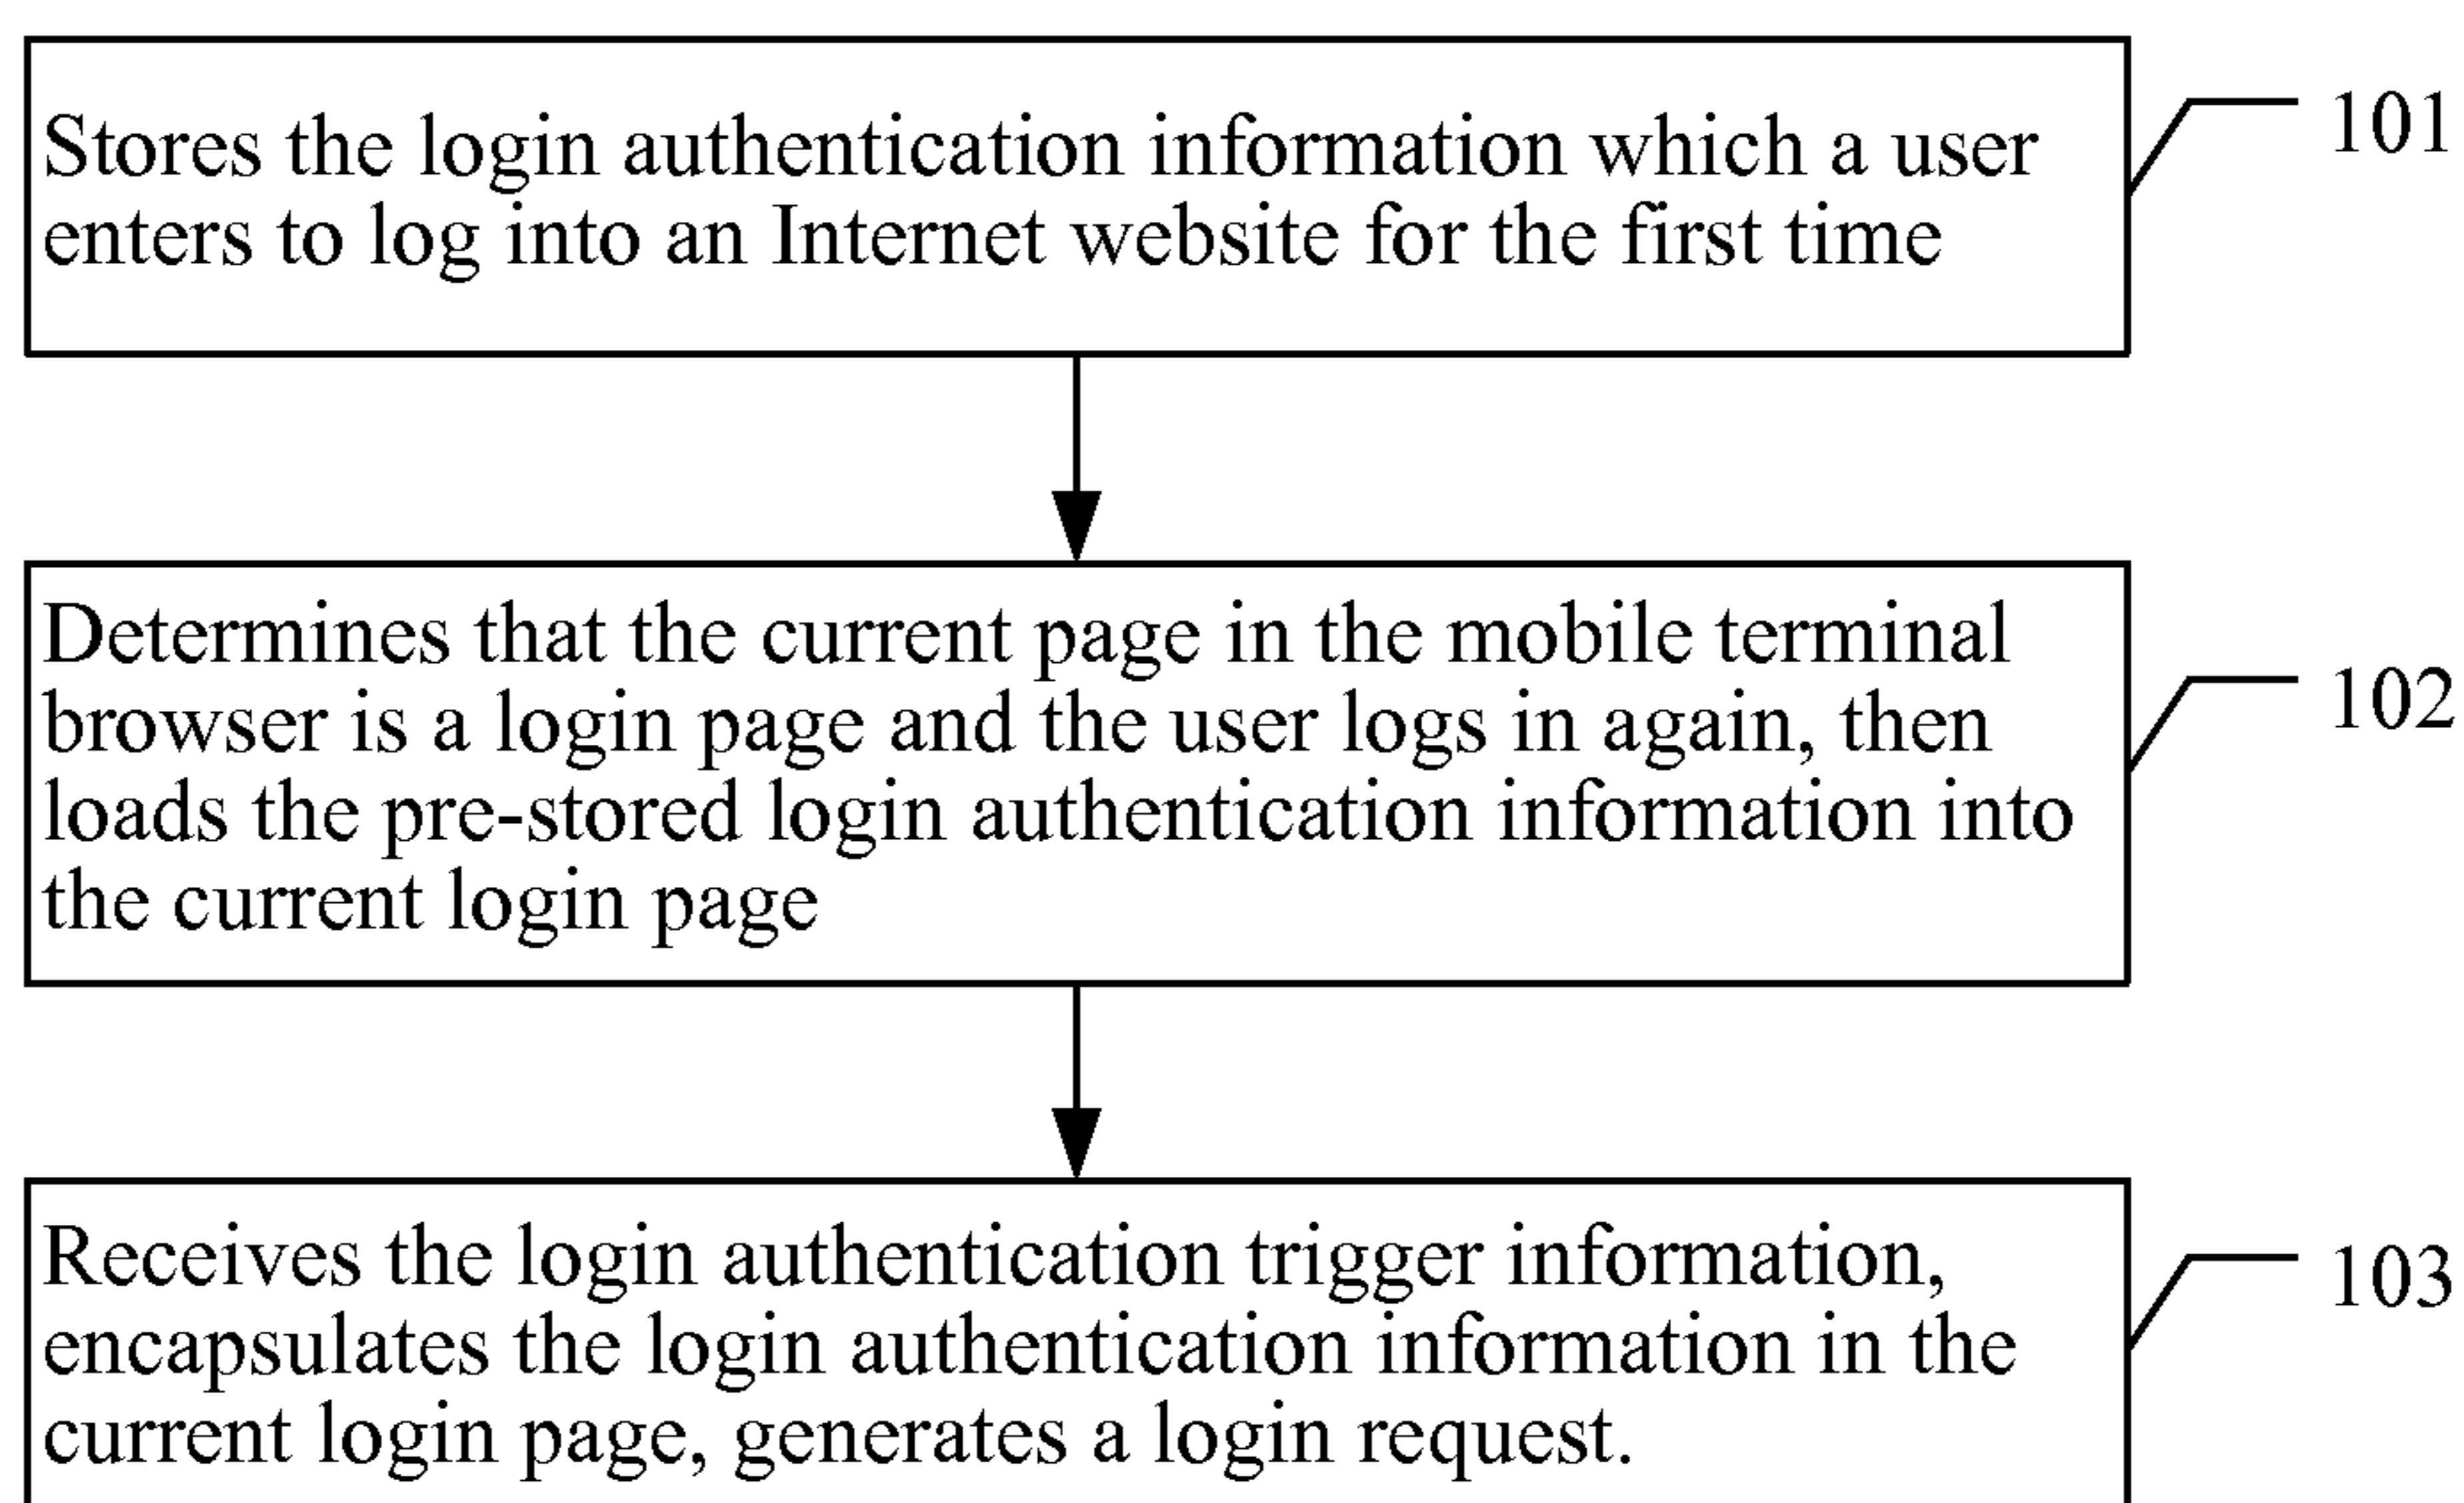 Stores the login authentication information which a user
enters to log into an Internet website for the first time
101
Determines that the current page in the mobile terminal
browser is a login page and the user logs in again, then
loads the pre-stored login authentication information into
the current login page
102
Receives the login authentication trigger information,
encapsulates the login authentication information in the
current login page, generates a login request.
103